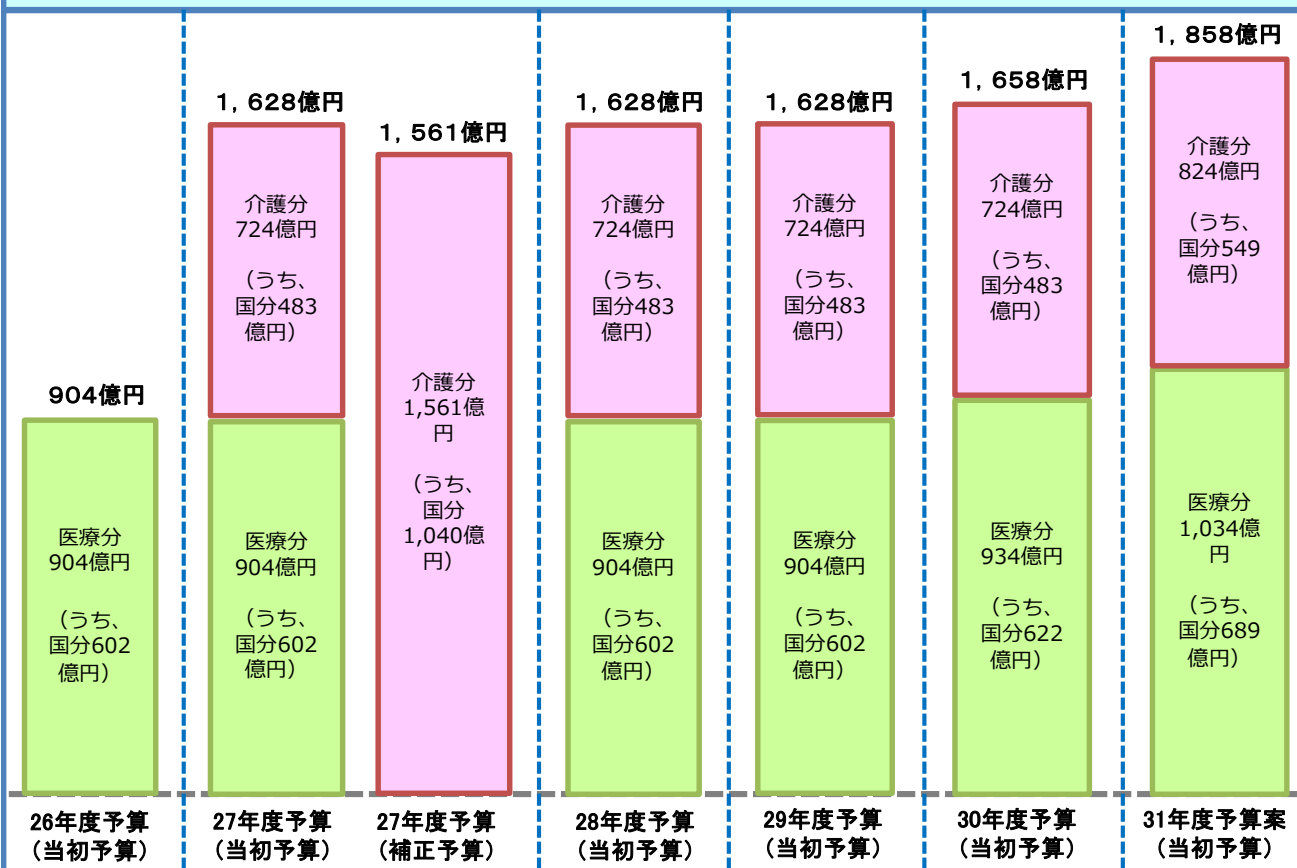 904億円
医療分
904億円
（うち、
国分602
億円）
26年度予算
（当初予算）
1，628億円
介護分
724億円
（うち、
国分483
億円）
医療分
904億円
（うち、
国分602
億円）
27年度予算
（当初予算）
1，561億円
介護分
1,561億
円
（うち、
国分
1,040億
円）
27年度予算
（補正予算）
1，628億円
介護分
724億円
（うち、
国分483
億円）
医療分
904億円
（うち、
国分602
億円）
28年度予算
（当初予算）
1，628億円
介護分
724億円
（うち、
国分483
億円）
医療分
904億円
（うち、
国分602
億円）
29年度予算
（当初予算）
1，658億円
介護分
724億円
（うち、
国分483
億円）
医療分
934億円
（うち、
国分622
億円）
30年度予算
（当初予算）
1，858億円
介護分
824億円
（うち、
国分549
億円）
医療分
1,034億
円
（うち、
国分689
億円）
31年度予算案
（当初予算）